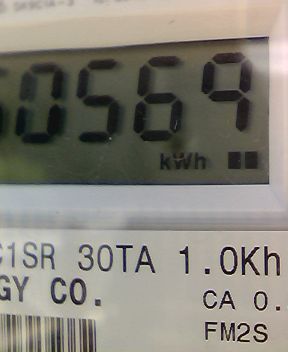 0569
kWh
C1SR 30TA 1.0Kh
GY CO.
CA 0.
FM2S